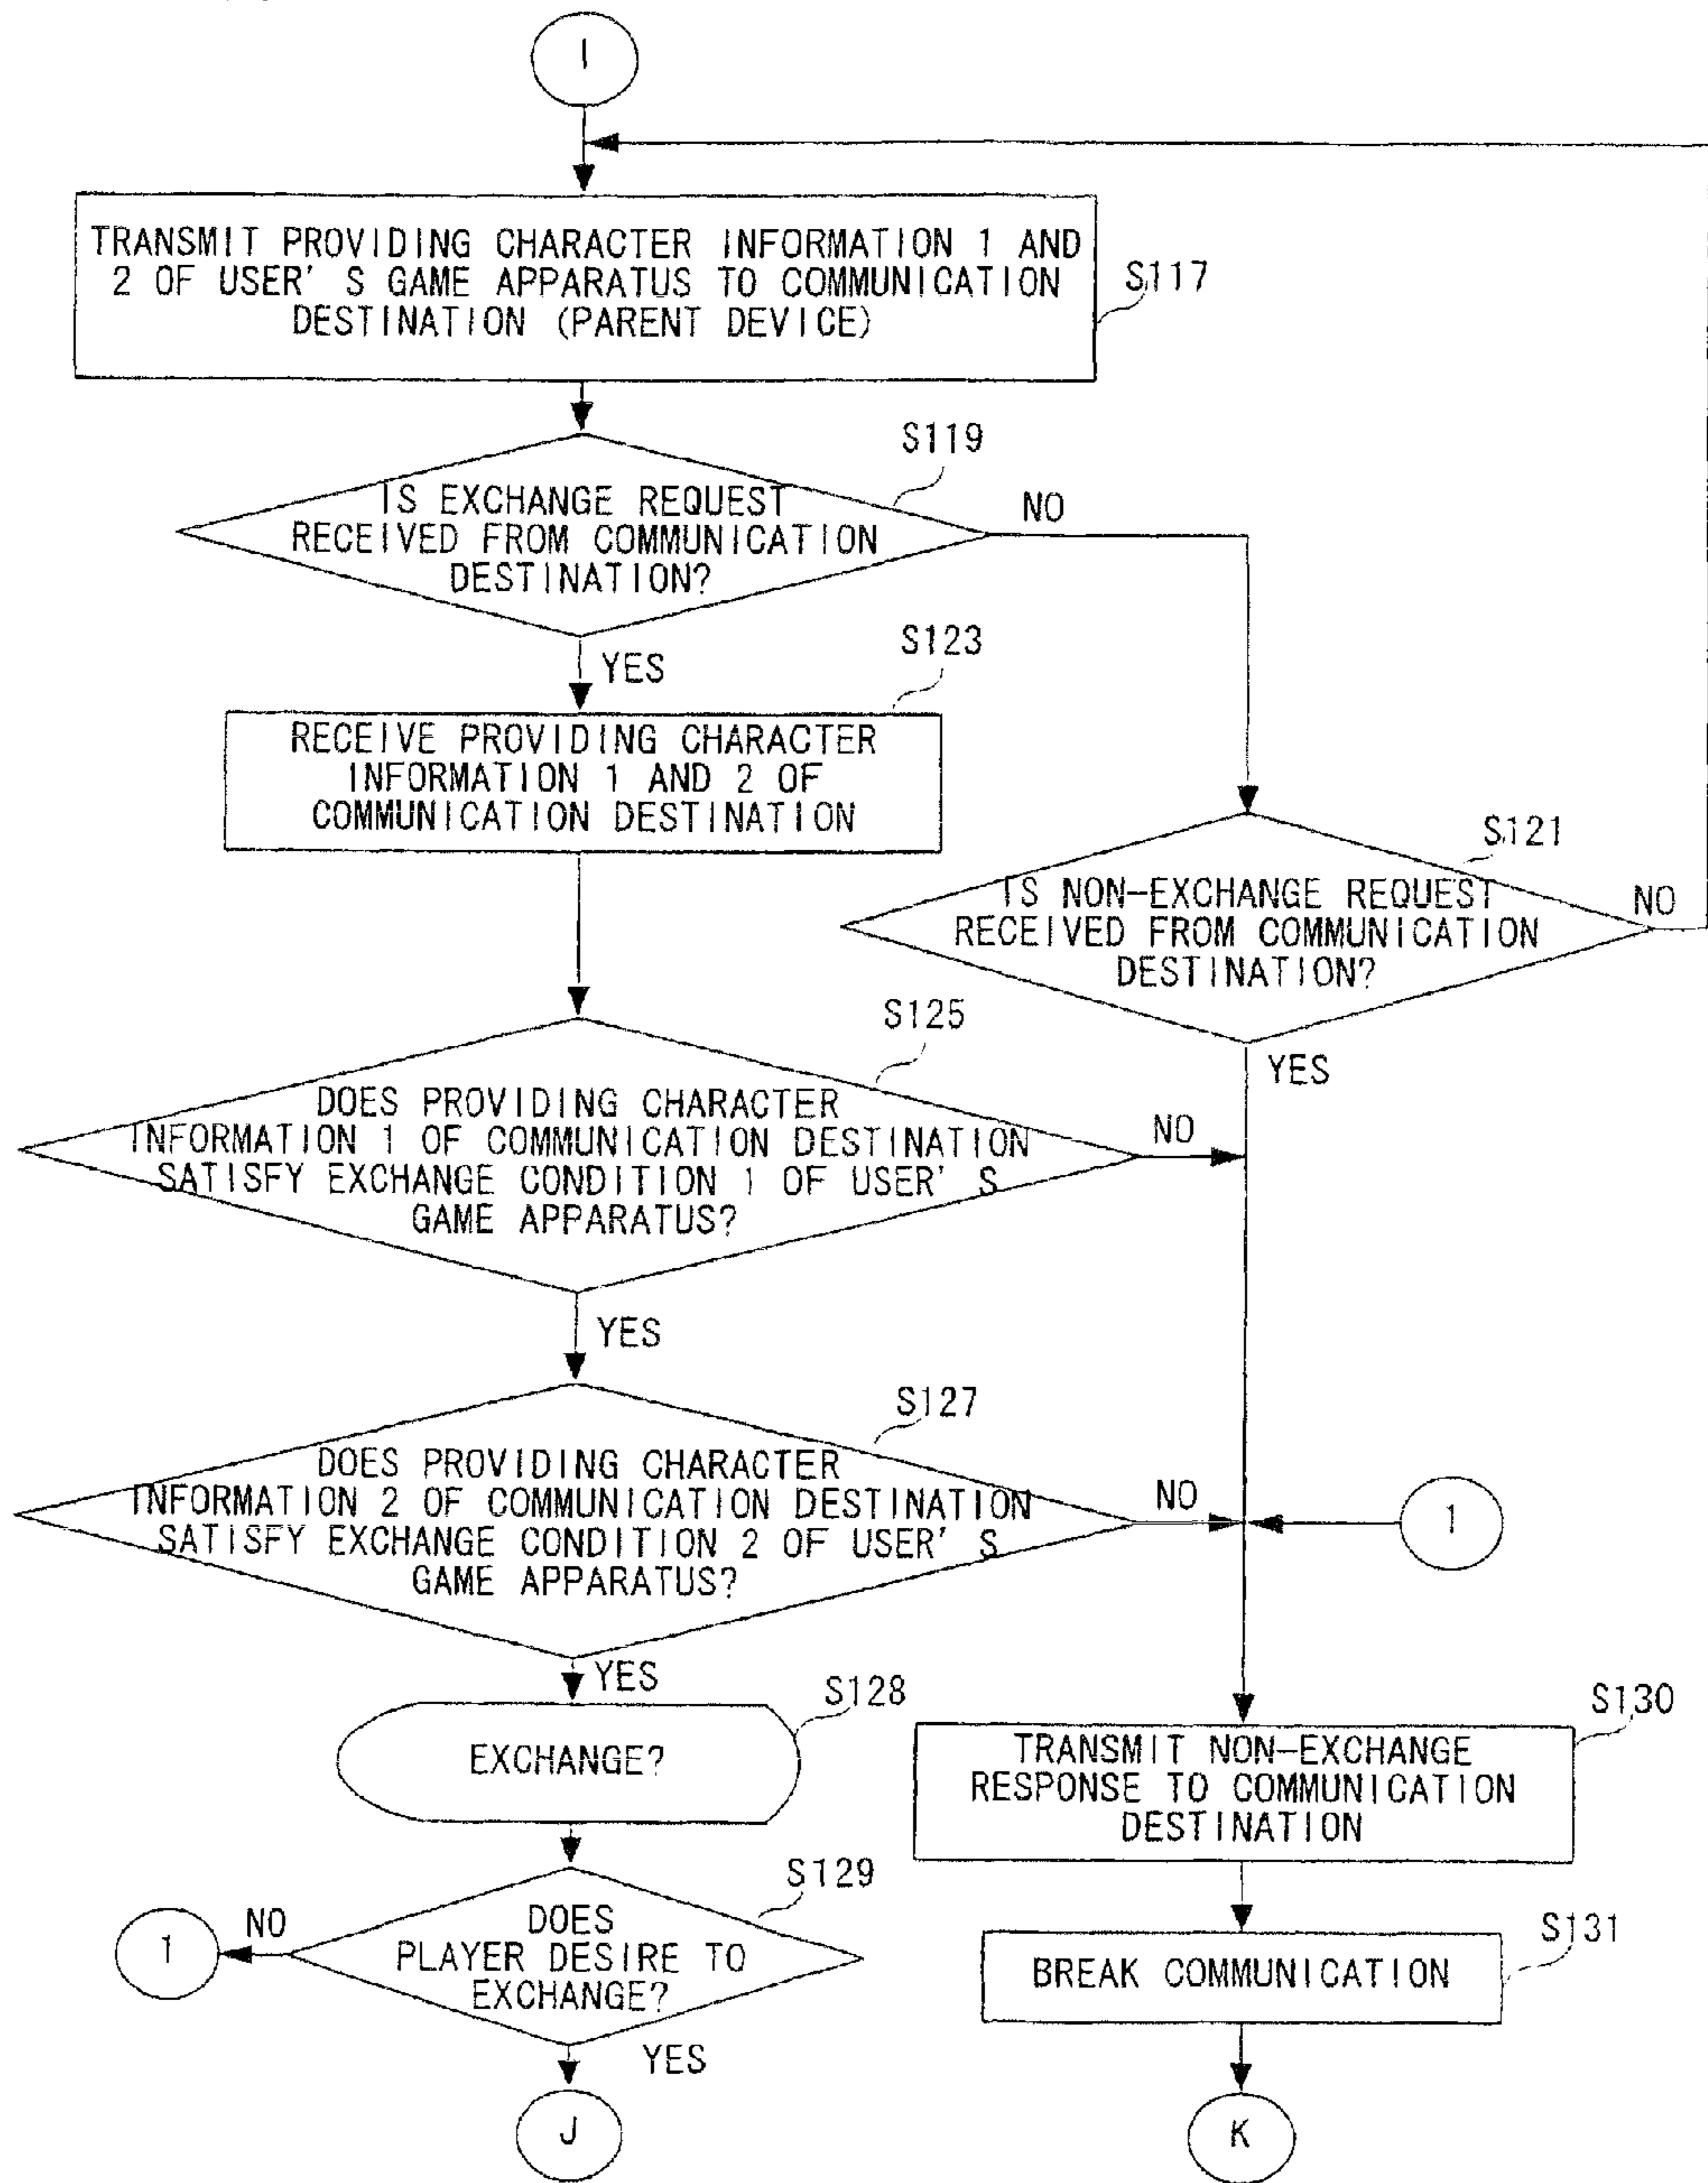 I
TRANSMIT PROVIDING CHARACTER INFORMATION 1 AND
2 OF USER' S GAME APPARATUS TO COMMUNICATION
DESTINATION (PARENT DEVICE)
S117
IS EXCHANGE REQUEST
RECEIVED FROM COMMUNICATION
DESTINATION?
S119
NO
YES
S123
RECEIVE PROVIDING CHARACTER
INFORMATION 1 AND 2 OF
COMMUNICATION DESTINATION
S121
IS NON-EXCHANGE REQUEST
RECEIVED FROM COMMUNICATION
DESTINATION?
NO
YES
S125
DOES PROVIDING CHARACTER
INFORMATION 1 OF COMMUNICATION DESTINATION
SATISFY EXCHANGE CONDITION 1 OF USER' S
GAME APPARATUS?
NO
YES
S127
DOES PROVIDING CHARACTER
INFORMATION 2 OF COMMUNICATION DESTINATION
SATISFY EXCHANGE CONDITION 2 OF USER' S
GAME APPARATUS?
NO
1
YES
S128
EXCHANGE?
S130
TRANSMIT NON-EXCHANGE
RESPONSE TO COMMUNICATION
DESTINATION
S129
DOES
PLAYER DESIRE TO
EXCHANGE?
NO
1
YES
J
S131
BREAK COMMUNICATION
K